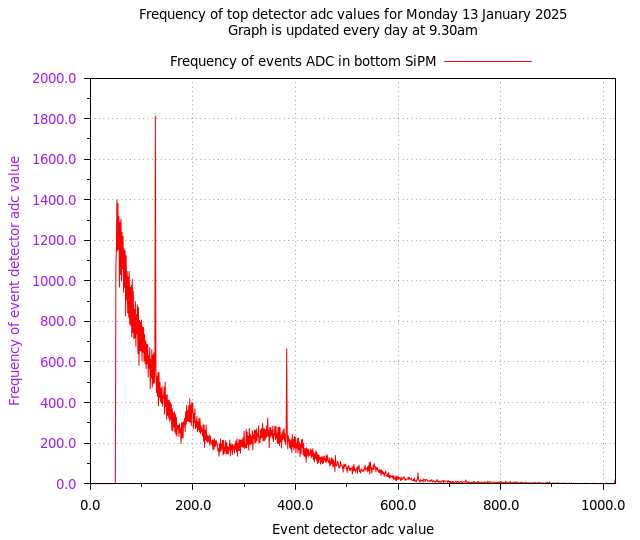 Frequency of top detector adc values for Monday 13 January 2025
Graph is updated every day at 9.30am
Frequency of events ADC in bottom SiPM
2000.0
1800.0
1600.0
1400.0
1200.0
1000.0
800.0
600.0
400.0
200.0
0.0
Frequency of event detector adc value
0.0 200.0 400.0 600.0 800.0 1000.0
Event detector adc value